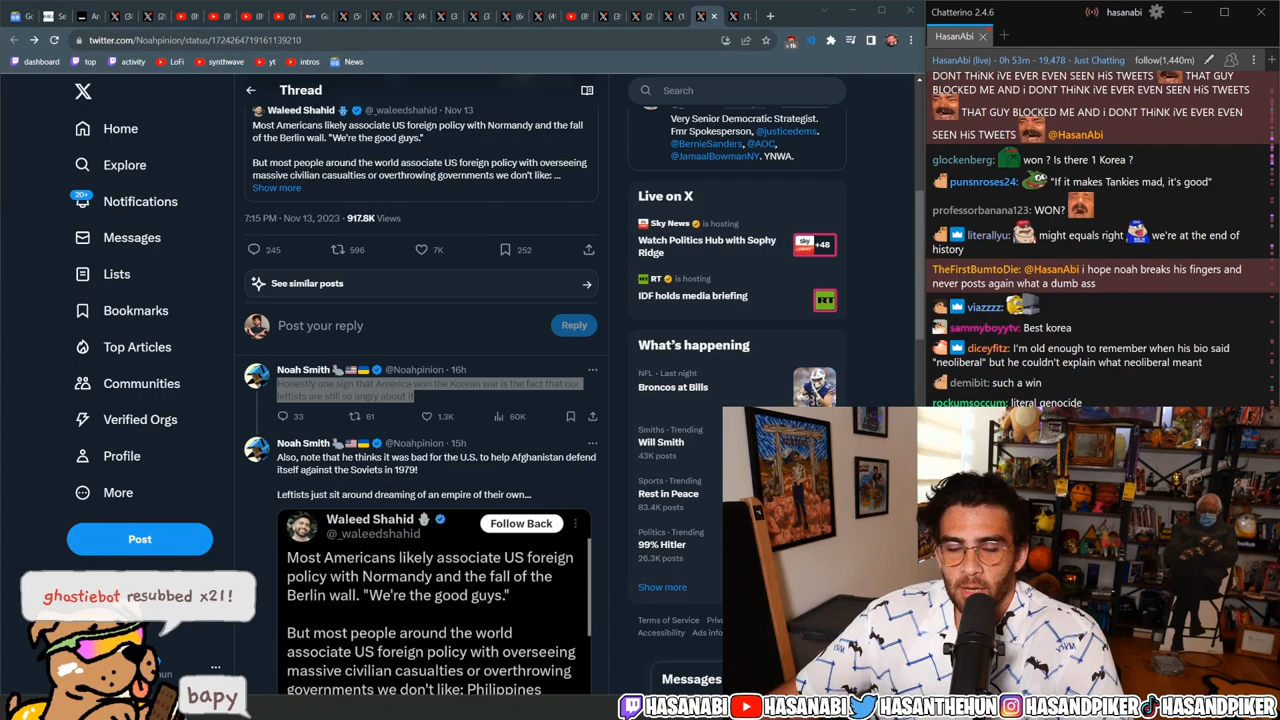 twitter.com/Noahpinion/status/1724264719161139210
dashboard
top
activity
LoFi
synthwave
yt
intros
News
Home
Explore
20+
Notifications
Messages
Lists
Bookmarks
Top Articles
Communities
Verified Orgs
Profile
More
Post
Thread
Waleed Shahid @_waleedshahid · Nov 13
Most Americans likely associate US foreign policy with Normandy and the fall
of the Berlin wall. "We're the good guys."
But most people around the world associate US foreign policy with overseeing
massive civilian casualties or overthrowing governments we don't like: ...
Show more
7:15 PM · Nov 13, 2023 · 917.8K Views
245
596
7K
252
See similar posts
Post your reply
Reply
Noah Smith @Noahpinion · 16h
Honestly one sign that America won the Korean war is the fact that our
leftists are still so angry about it
33
61
1.3K
60K
Noah Smith @Noahpinion · 15h
Also, note that he thinks it was bad for the U.S. to help Afghanistan defend
itself against the Soviets in 1979!
Leftists just sit around dreaming of an empire of their own...
Waleed Shahid
@_waleedshahid
Follow Back
Most Americans likely associate US foreign
policy with Normandy and the fall of the
Berlin wall. "We're the good guys."
But most people around the world
associate US foreign policy with overseeing
massive civilian casualties or overthrowing
governments we don't like: Philippines
Search
Very Senior Democratic Strategist.
Fmr Spokesperson, @justicedems.
@BernieSanders, @AOC,
@JamaalBowmanNY. YNWA.
Live on X
Sky News is hosting
Watch Politics Hub with Sophy
Ridge
sky
+48
RT is hosting
IDF holds media briefing
RT
What's happening
NFL · Last night
Broncos at Bills
Smiths · Trending
Will Smith
43K posts
Sports · Trending
Rest in Peace
83.4K posts
Politics · Trending
99% Hitler
26.3K posts
Show more
Terms of Service
Accessibility
Ads info
Messages
Chatterino 2.4.6
hasanabi
HasanAbi
HasanAbi (live) - 0h 53m - 19,478 - Just Chatting
follow(1,440m)
DONT THiNK iVE EVER EVEN SEEN HiS TWEETS THAT GUY
BLOCKED ME AND i DONT THiNK iVE EVER EVEN SEEN HiS TWEETS
THAT GUY BLOCKED ME AND i DONT THiNK iVE EVER EVEN
SEEN HiS TWEETS @HasanAbi
glockenberg: won ? Is there 1 Korea ?
punsnroses24: "If it makes Tankies mad, it's good"
professorbanana123: WON?
literallyu: might equals right we're at the end of
history
TheFirstBumtoDie: @HasanAbi i hope noah breaks his fingers and
never posts again what a dumb ass
viazzzz:
sammyboyytv: Best korea
diceyfitz: I'm old enough to remember when his bio said
"neoliberal" but he couldn't explain what neoliberal meant
demibit: such a win
rockumsoccum: literal genocide
ghostiebot resubbed x21!
bapy
HASANABI
HASANABI
HASANTHEHUN
HASANDPIKER
HASANDPIKER